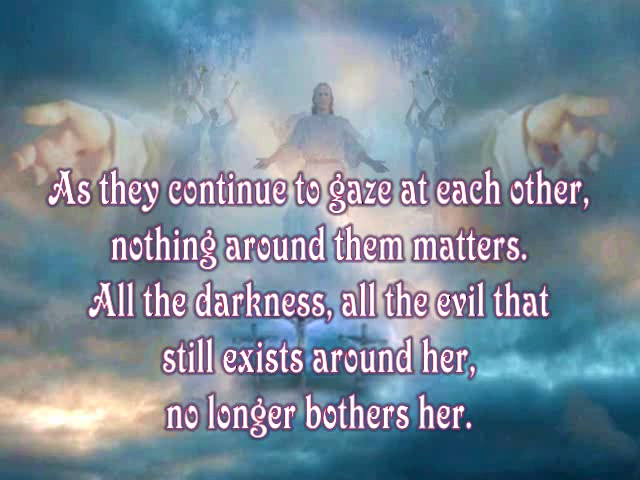 As they continue to gaze at each other,
nothing around them matters.
All the darkness, all the evil that
still exists around her,
no longer bothers her.